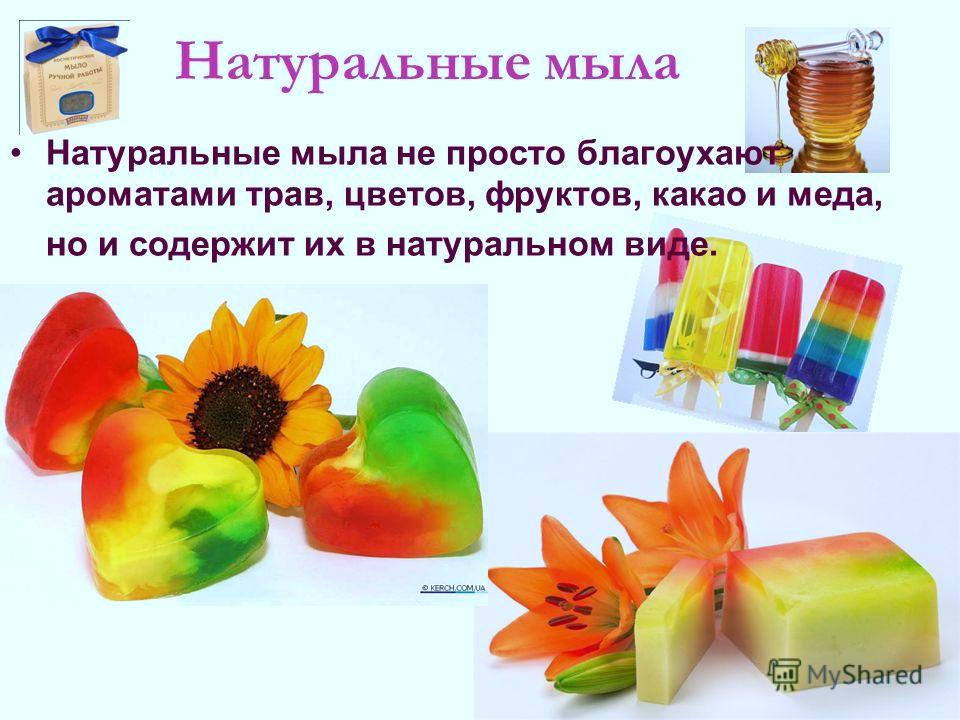 Натуральные мыла
КОСМЕТИЧЕСКОЕ
МЫЛО
РУЧНОЙ РАБОТЫ
• Натуральные мыла не просто благоухают
ароматами трав, цветов, фруктов, какао и меда,
но и содержит их в натуральном виде.
© KERCH.COM.UA
MyShared